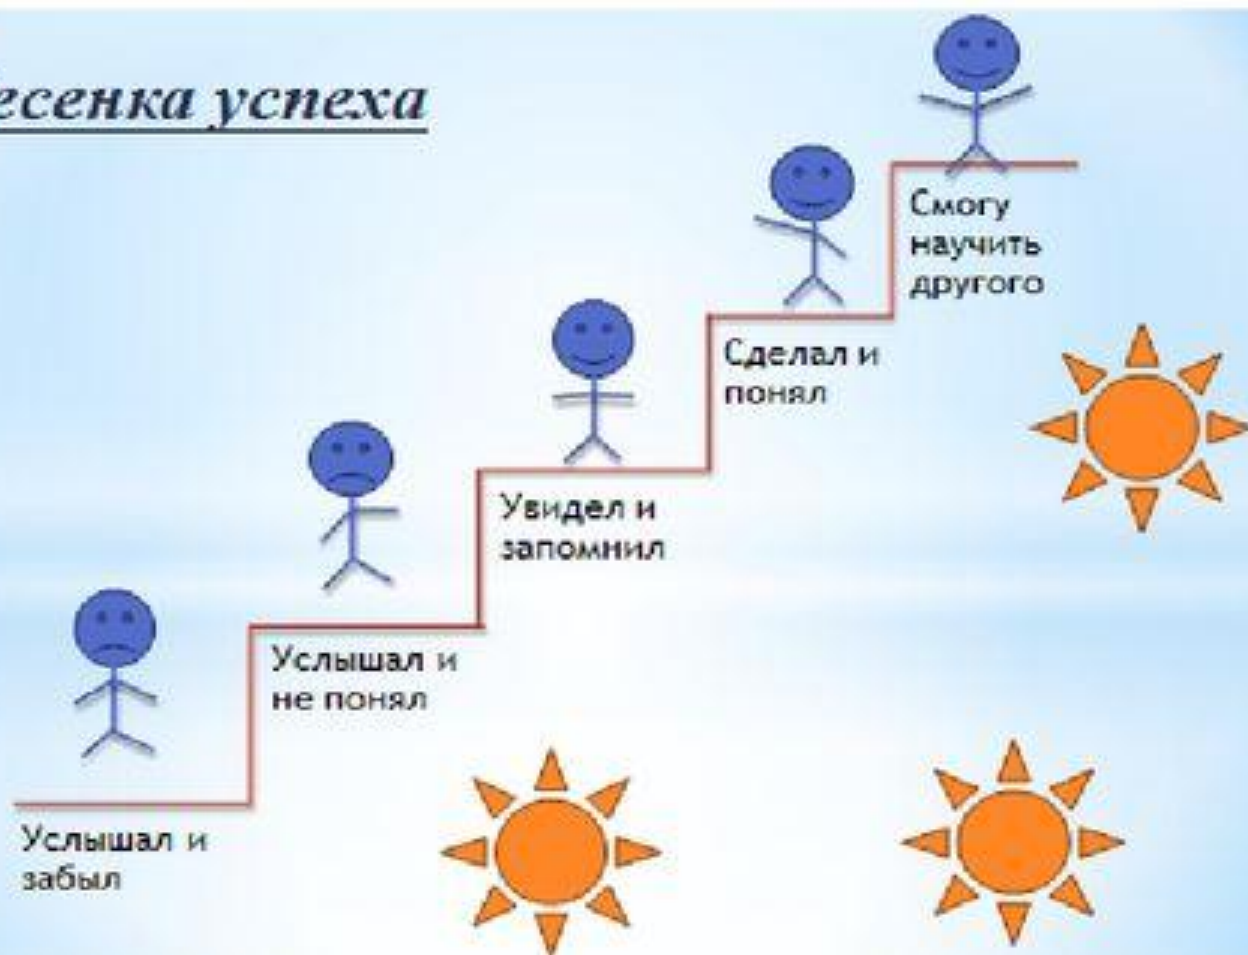 есенка успеха
Смогу
научить
другого
Сделал и
понял
Увидел и
запомнил
Услышал и
не понял
Услышал и
забыл